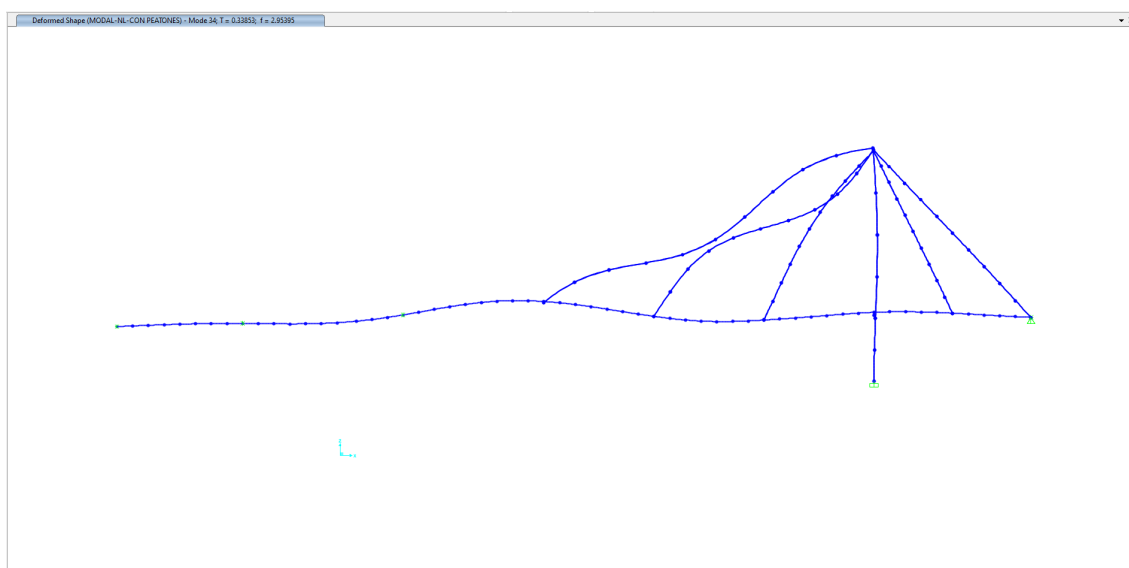 Deformed Shape (MODAL-NL-CON PEATONES) - Mode 34; T = 0.33853; f = 2.95395